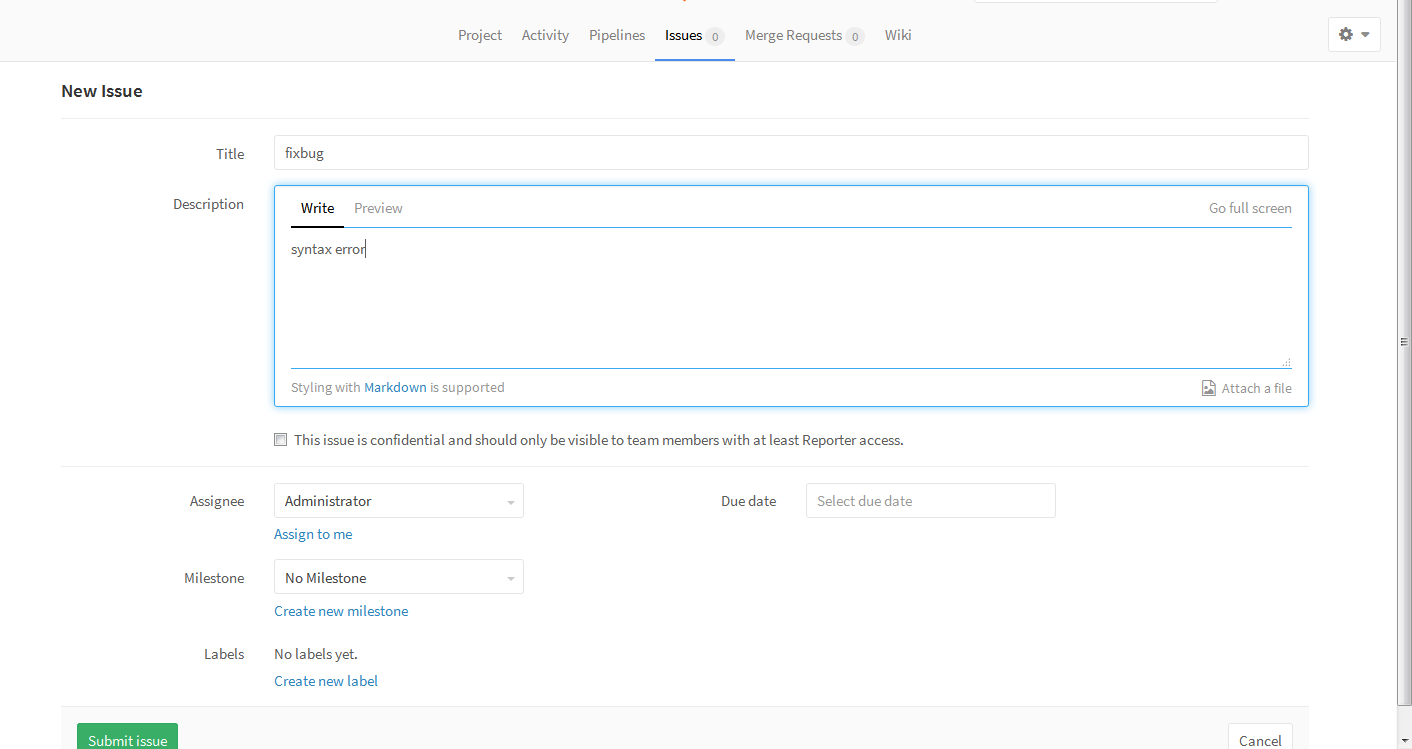 Project Activity Pipelines Issues 0 Merge Requests 0 Wiki
New Issue
Title fixbug
Description Write Preview Go full screen
syntax error
Styling with Markdown is supported Attach a file
This issue is confidential and should only be visible to team members with at least Reporter access.
Assignee Administrator Due date Select due date
Assign to me
Milestone No Milestone
Create new milestone
Labels No labels yet.
Create new label
Submit issue Cancel